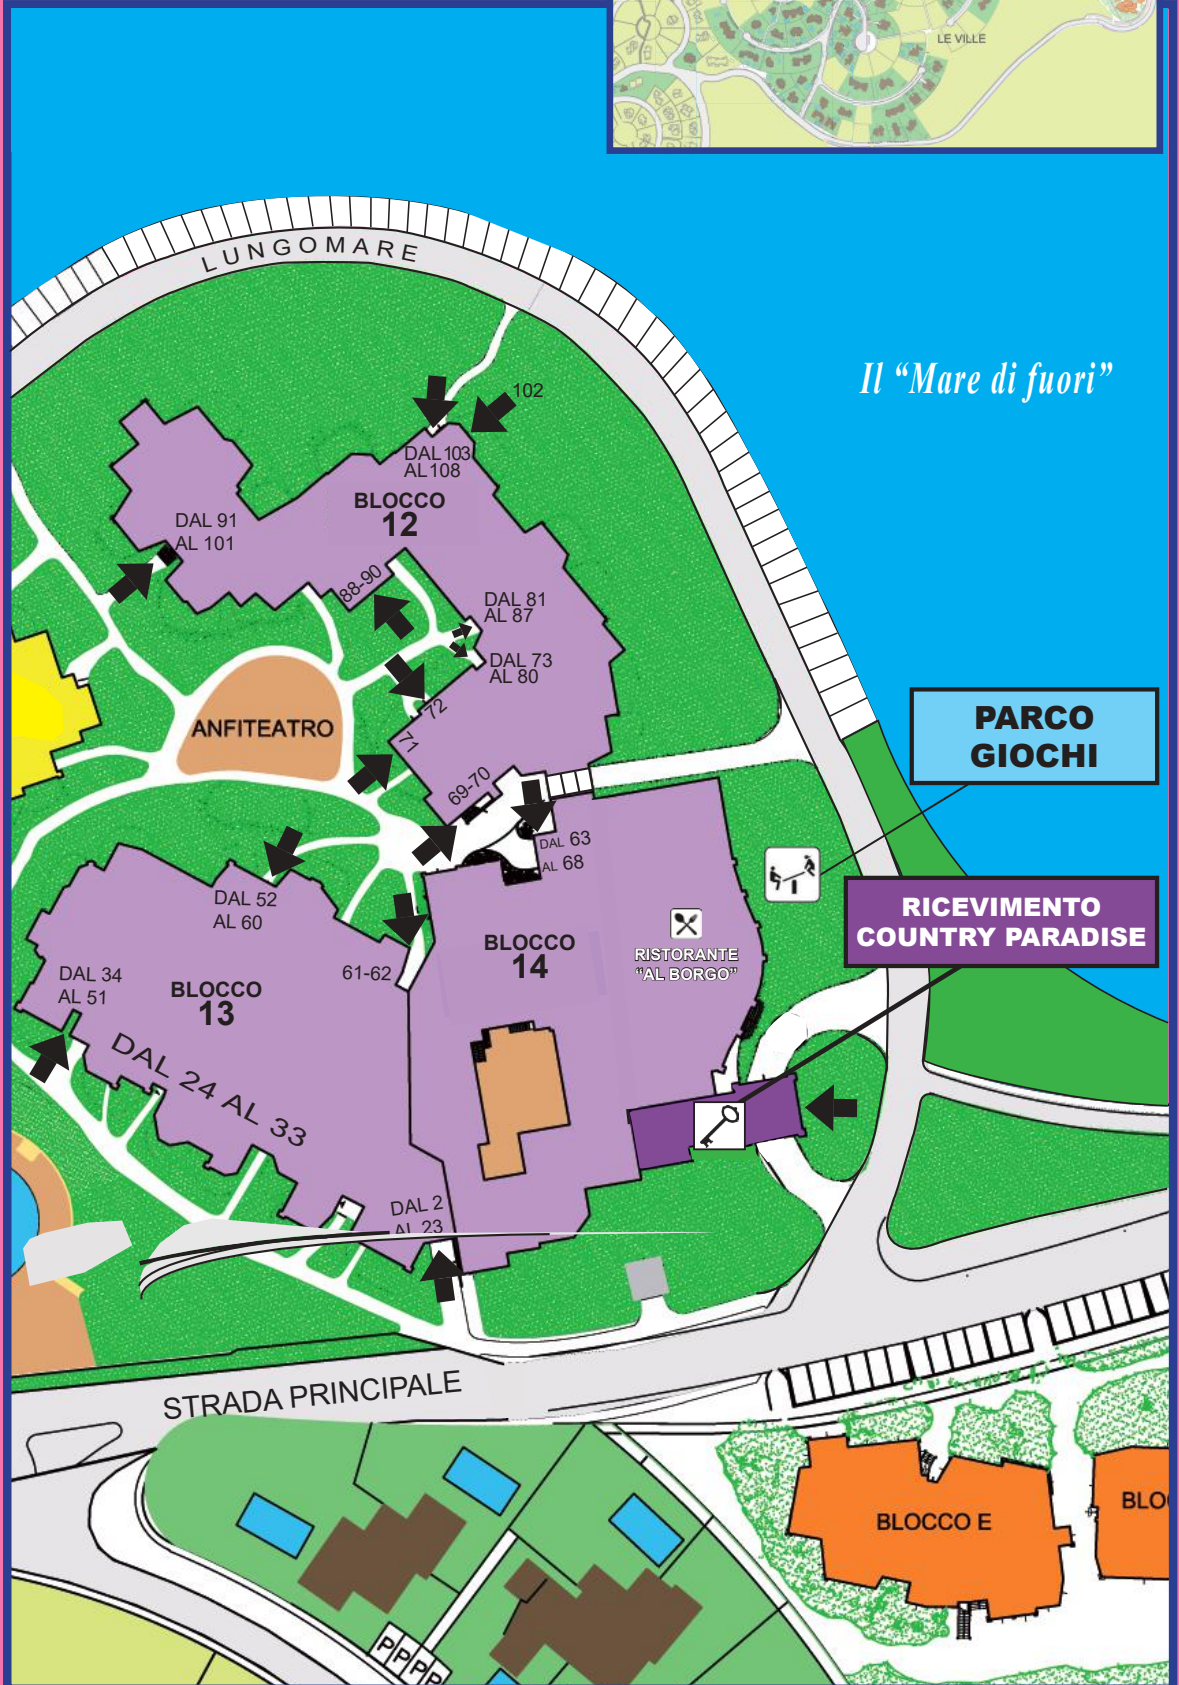 LE VILLE
LUNGOMARE
Il “Mare di fuori”
102
DAL 103
AL 108
BLOCCO
12
DAL 91
AL 101
88-90
DAL 81
AL 87
DAL 73
AL 80
72
71
69-70
ANFITEATRO
PARCO
GIOCHI
DAL 63
AL 68
DAL 52
AL 60
RICEVIMENTO
COUNTRY PARADISE
BLOCCO
14
RISTORANTE
“AL BORGO”
61-62
DAL 34
AL 51
BLOCCO
13
DAL 24 AL 33
DAL 2
AL 23
STRADA PRINCIPALE
BLOCCO E
BLO
P P P P